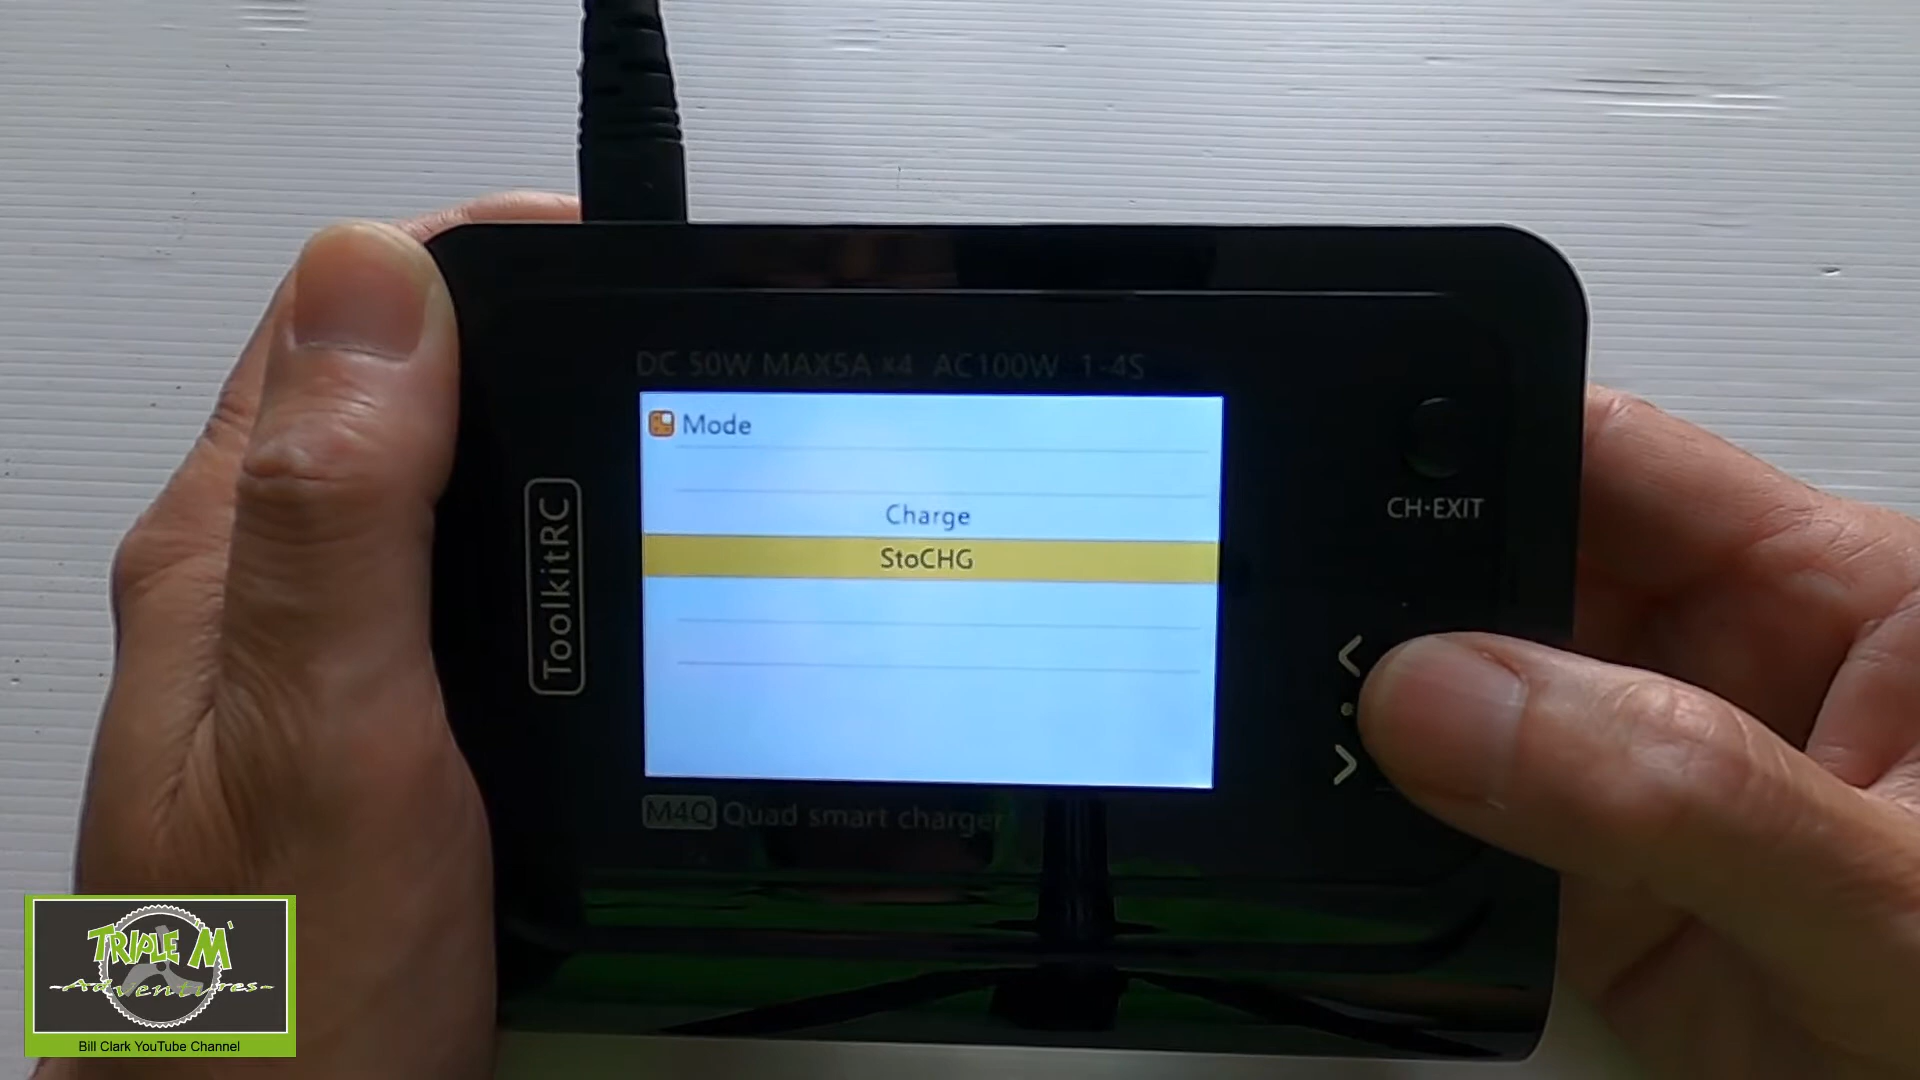 DC 50W MAX5A ×4 AC100W 1-4S
Mode
Charge
StoCHG
ToolkitRC
CH·EXIT
M4Q Quad smart charger
TRIPLE M
-Adventures-
Bill Clark YouTube Channel